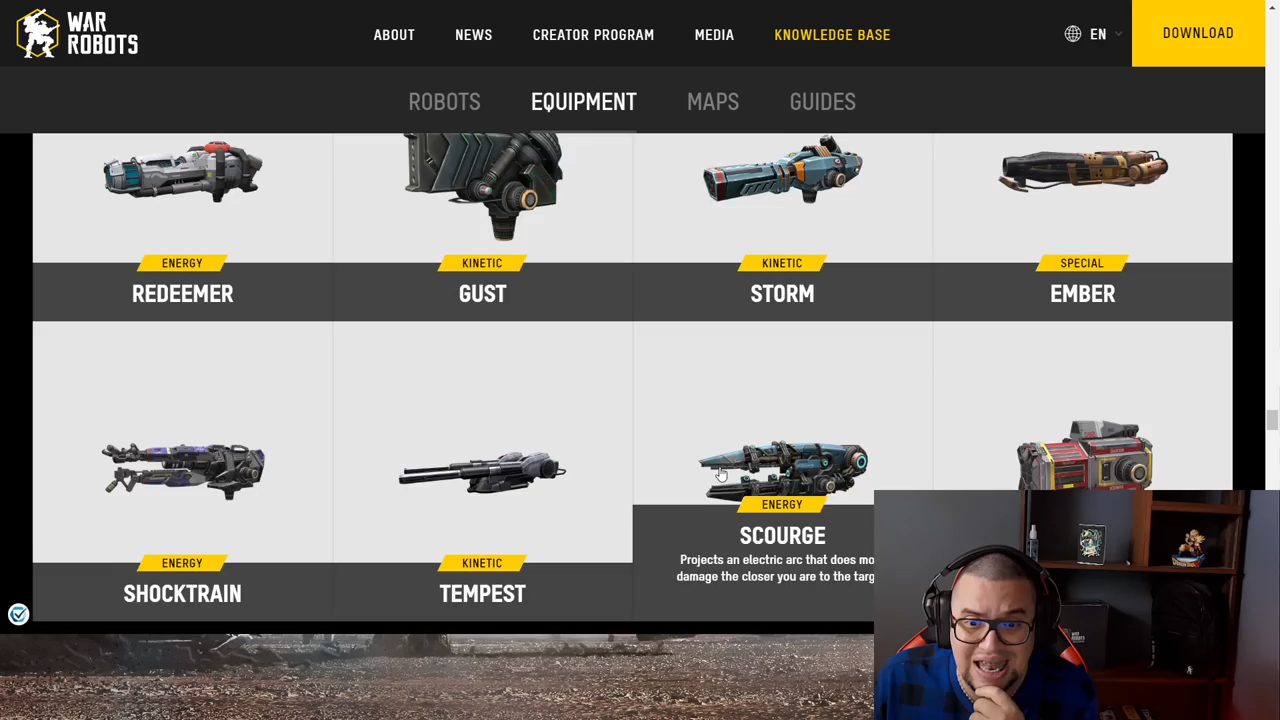 WAR
ROBOTS
ABOUT
NEWS
CREATOR PROGRAM
MEDIA
KNOWLEDGE BASE
EN
DOWNLOAD
ROBOTS
EQUIPMENT
MAPS
GUIDES
ENERGY
REDEEMER
KINETIC
GUST
KINETIC
STORM
SPECIAL
EMBER
ENERGY
SHOCKTRAIN
KINETIC
TEMPEST
ENERGY
SCOURGE
Projects an electric arc that does mo
damage the closer you are to the targ